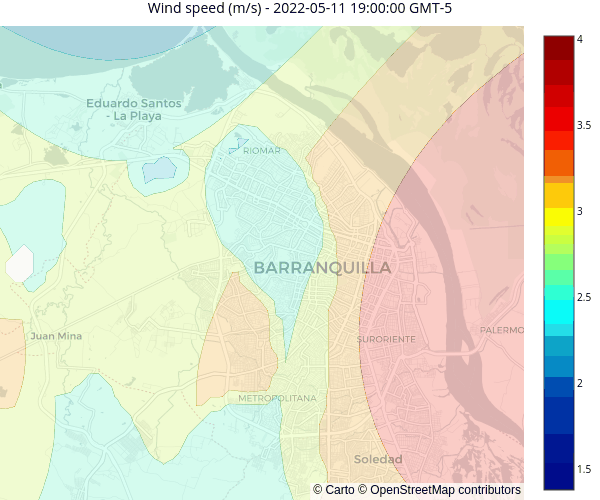 Wind speed (m/s) - 2022-05-11 19:00:00 GMT-5
4
3.5
3
2.5
2
1.5
Eduardo Santos
- La Playa
RIOMAR
BARRANQUILLA
Juan Mina
SURORIENTE
PALERMO
METROPOLITANA
Soledad
© Carto © OpenStreetMap contributors